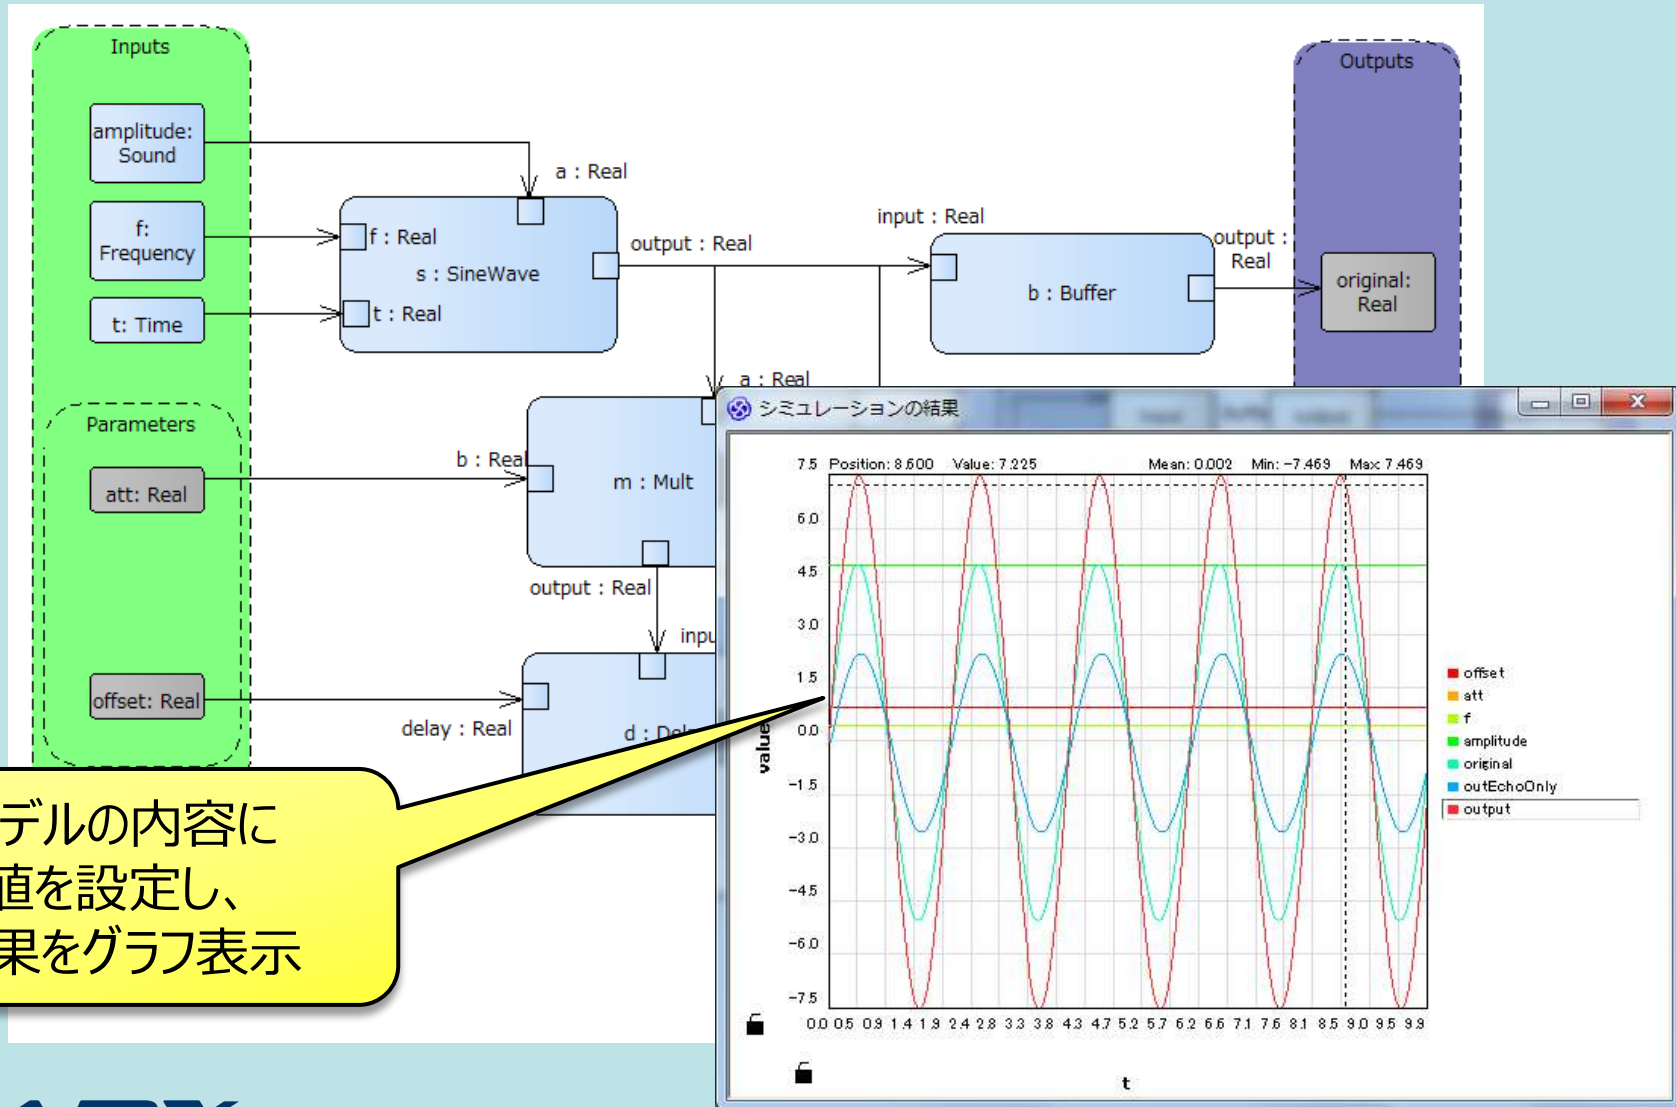 Inputs
amplitude:
Sound
f:
Frequency
t: Time
Parameters
att: Real
offset: Real
a : Real
f : Real
s : SineWave
t : Real
output : Real
input : Real
b : Buffer
output :
Real
Outputs
original:
Real
a : Real
b : Real
m : Mult
output : Real
inpu
delay : Real
d : Dela
デルの内容に
値を設定し、
果をグラフ表示
シミュレーションの結果
Position: 8.600 Value: 7.225 Mean: 0.002 Min: -7.469 Max: 7.469
7.5
6.0
4.5
3.0
1.5
0.0
-1.5
-3.0
-4.5
-6.0
-7.5
value
0.0 0.5 0.9 1.4 1.9 2.4 2.8 3.3 3.8 4.3 4.7 5.2 5.7 6.2 6.6 7.1 7.6 8.1 8.5 9.0 9.5 9.9
t
offset
att
f
amplitude
original
outEchoOnly
output